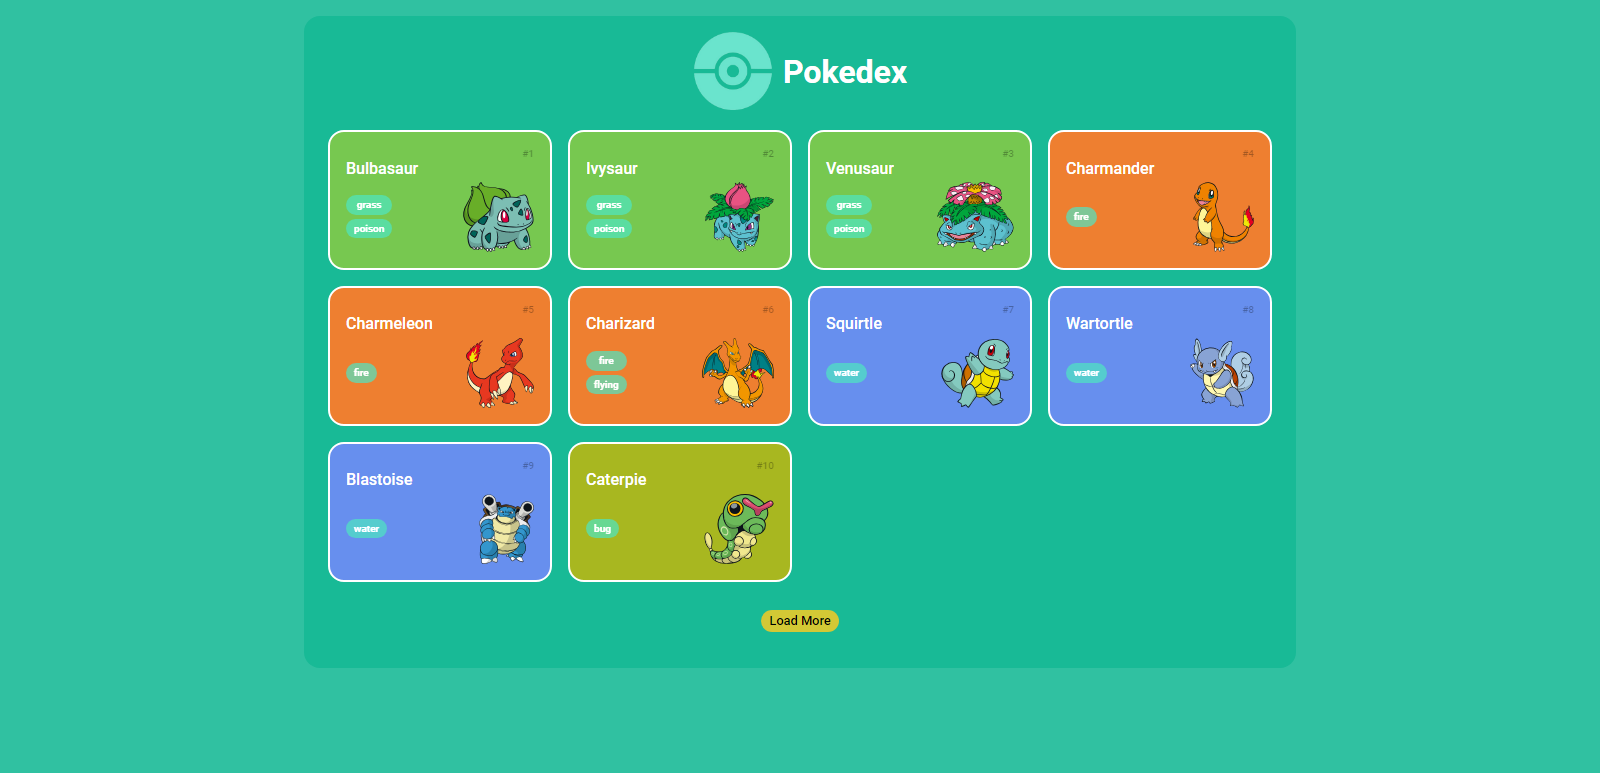 Pokedex
#1
Bulbasaur
grass
poison
#2
Ivysaur
grass
poison
#3
Venusaur
grass
poison
#4
Charmander
fire
#5
Charmeleon
fire
#6
Charizard
fire
flying
#7
Squirtle
water
#8
Wartortle
water
#9
Blastoise
water
#10
Caterpie
bug
Load More